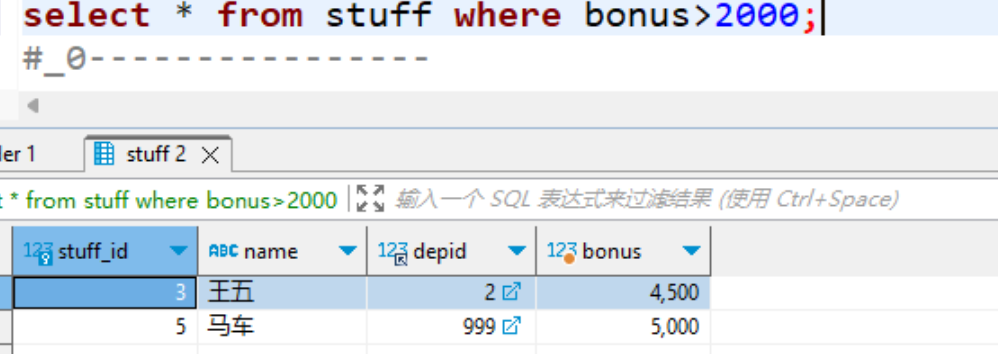 select * from stuff where bonus>2000;
#_0----------------
ler 1 stuff 2
t * from stuff where bonus>2000 输入一个 SQL 表达式来过滤结果 (使用 Ctrl+Space)
123 stuff_id ABC name 123 depid 123 bonus
3 王五 2 4,500
5 马车 999 5,000